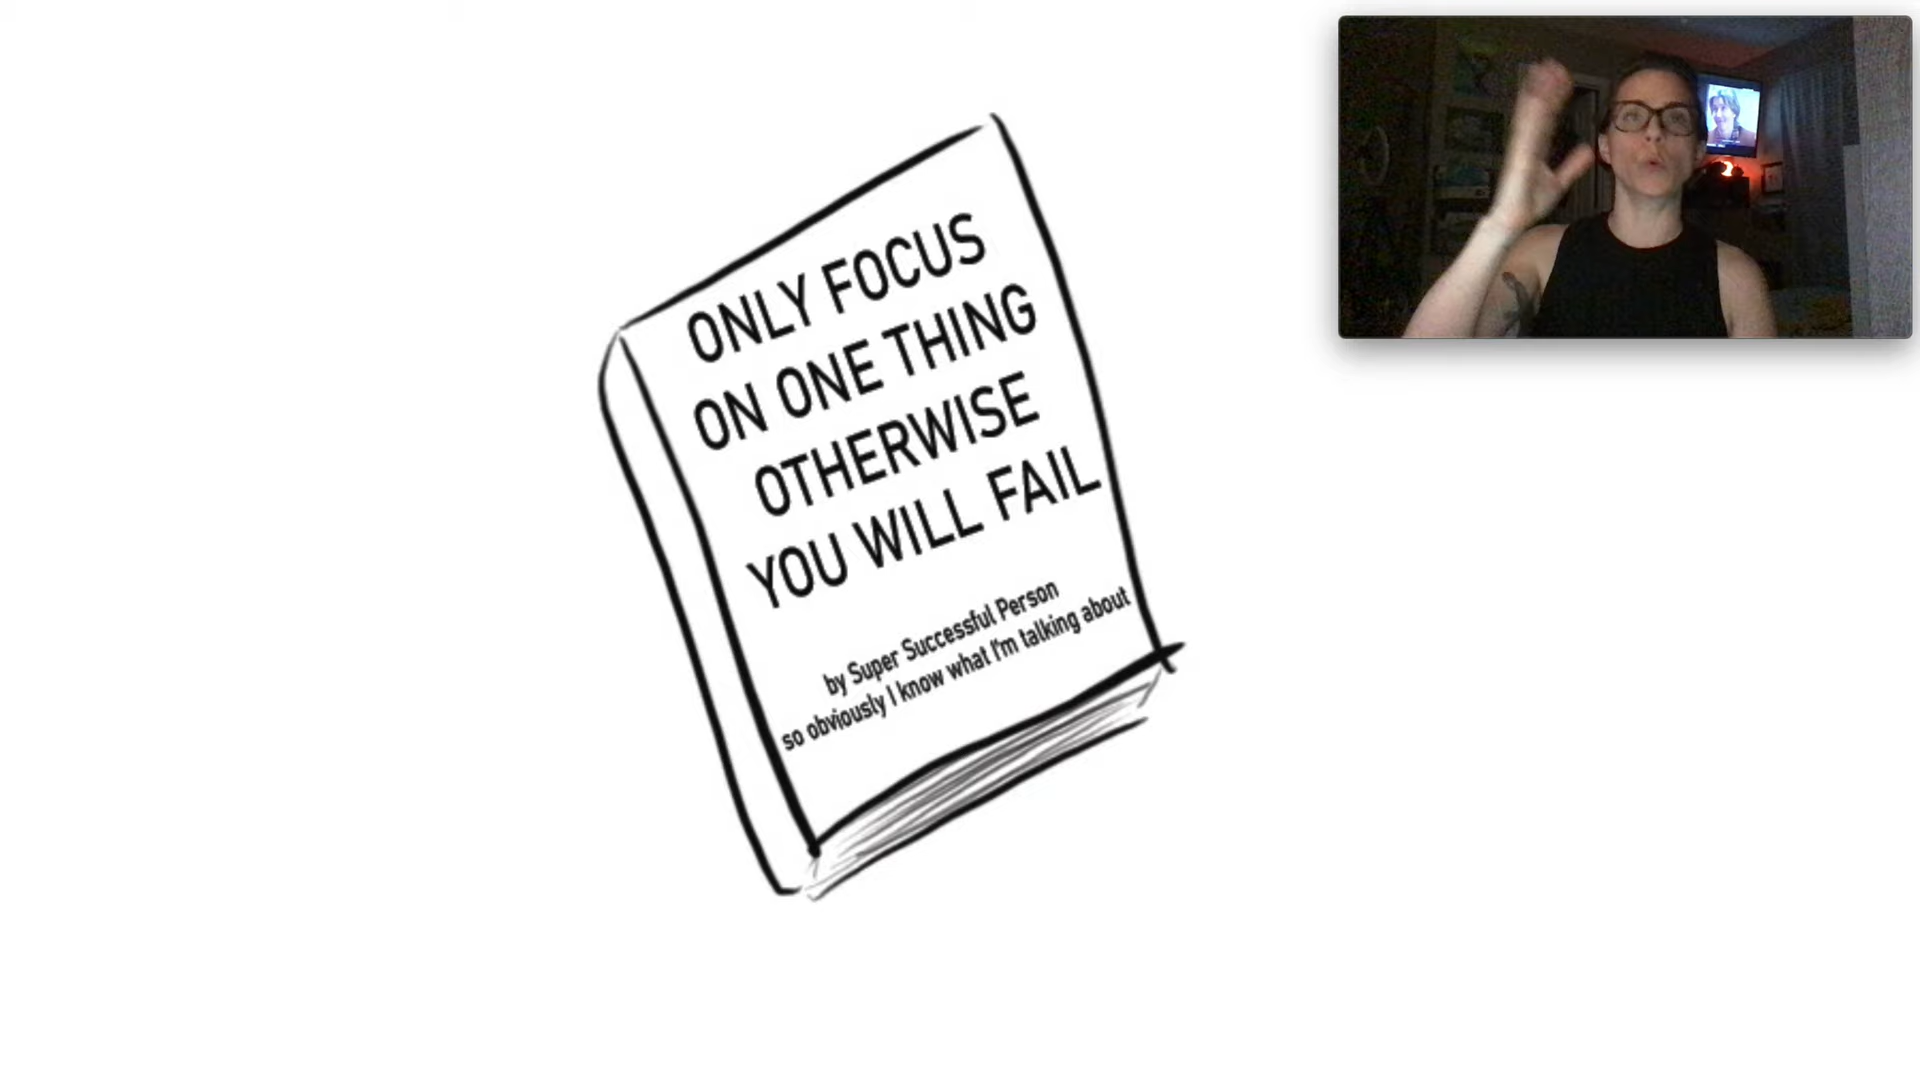 ONLY FOCUS
ON ONE THING
OTHERWISE
YOU WILL FAIL
by Super Successful Person
so obviously I know what I'm talking about